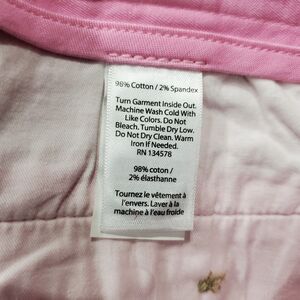 98% Cotton / 2% Spandex
Turn Garment Inside Out.
Machine Wash Cold With
Like Colors. Do Not
Bleach. Tumble Dry Low.
Do Not Dry Clean. Warm
Iron If Needed.
RN 134578
98% coton /
2% élasthanne
Tournez le vêtement à
l'envers. Laver à la
machine à l'eau froide